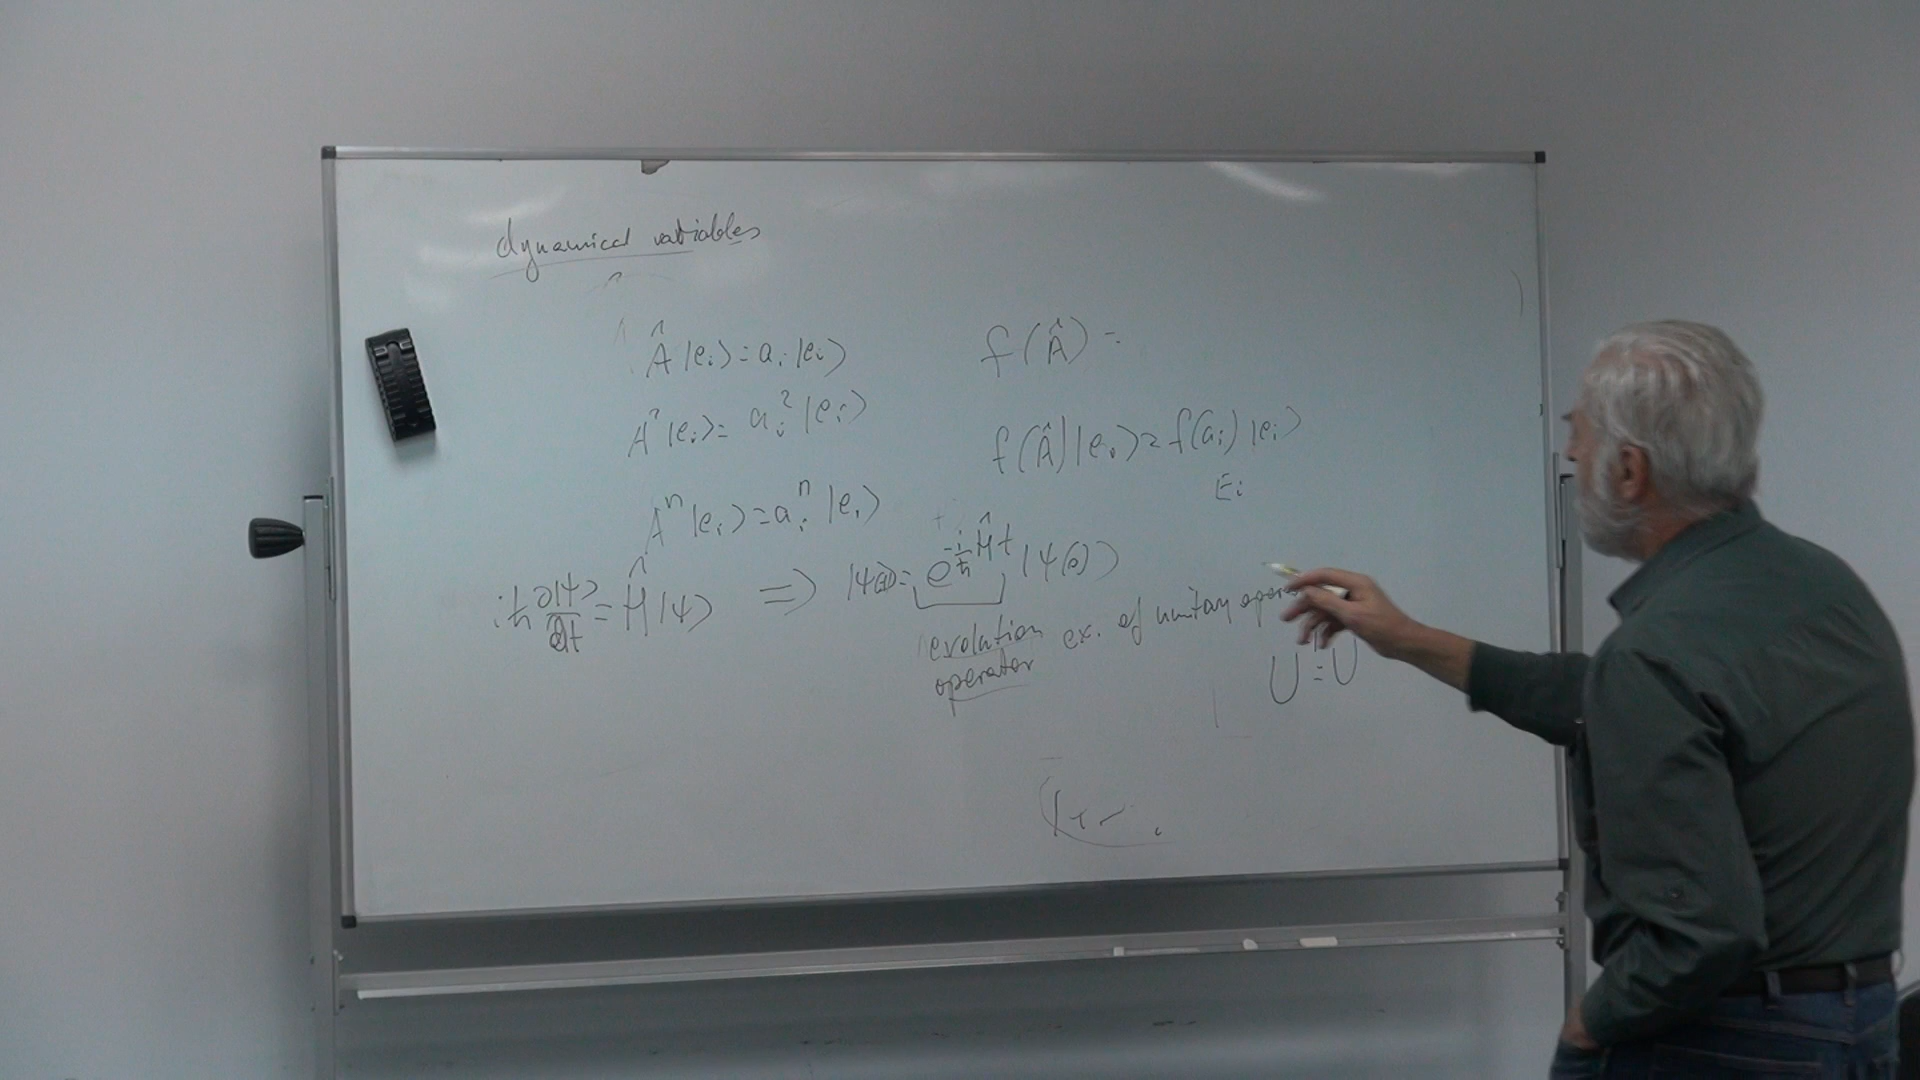 dynamical variables
Â |eᵢ⟩ = aᵢ |eᵢ⟩
f(Â) =
A² |eᵢ⟩ = aᵢ² |eᵢ⟩
f(Â) |eᵢ⟩ = f(aᵢ) |eᵢ⟩
Eᵢ
Aⁿ |eᵢ⟩ = aᵢⁿ |eᵢ⟩
iħ ∂|ψ⟩/∂t = Ĥ |ψ⟩ ⇒ |ψ(t)⟩ = e^{-i/ħ Ĥt} |ψ(0)⟩
evolution ex. of unitary
operator